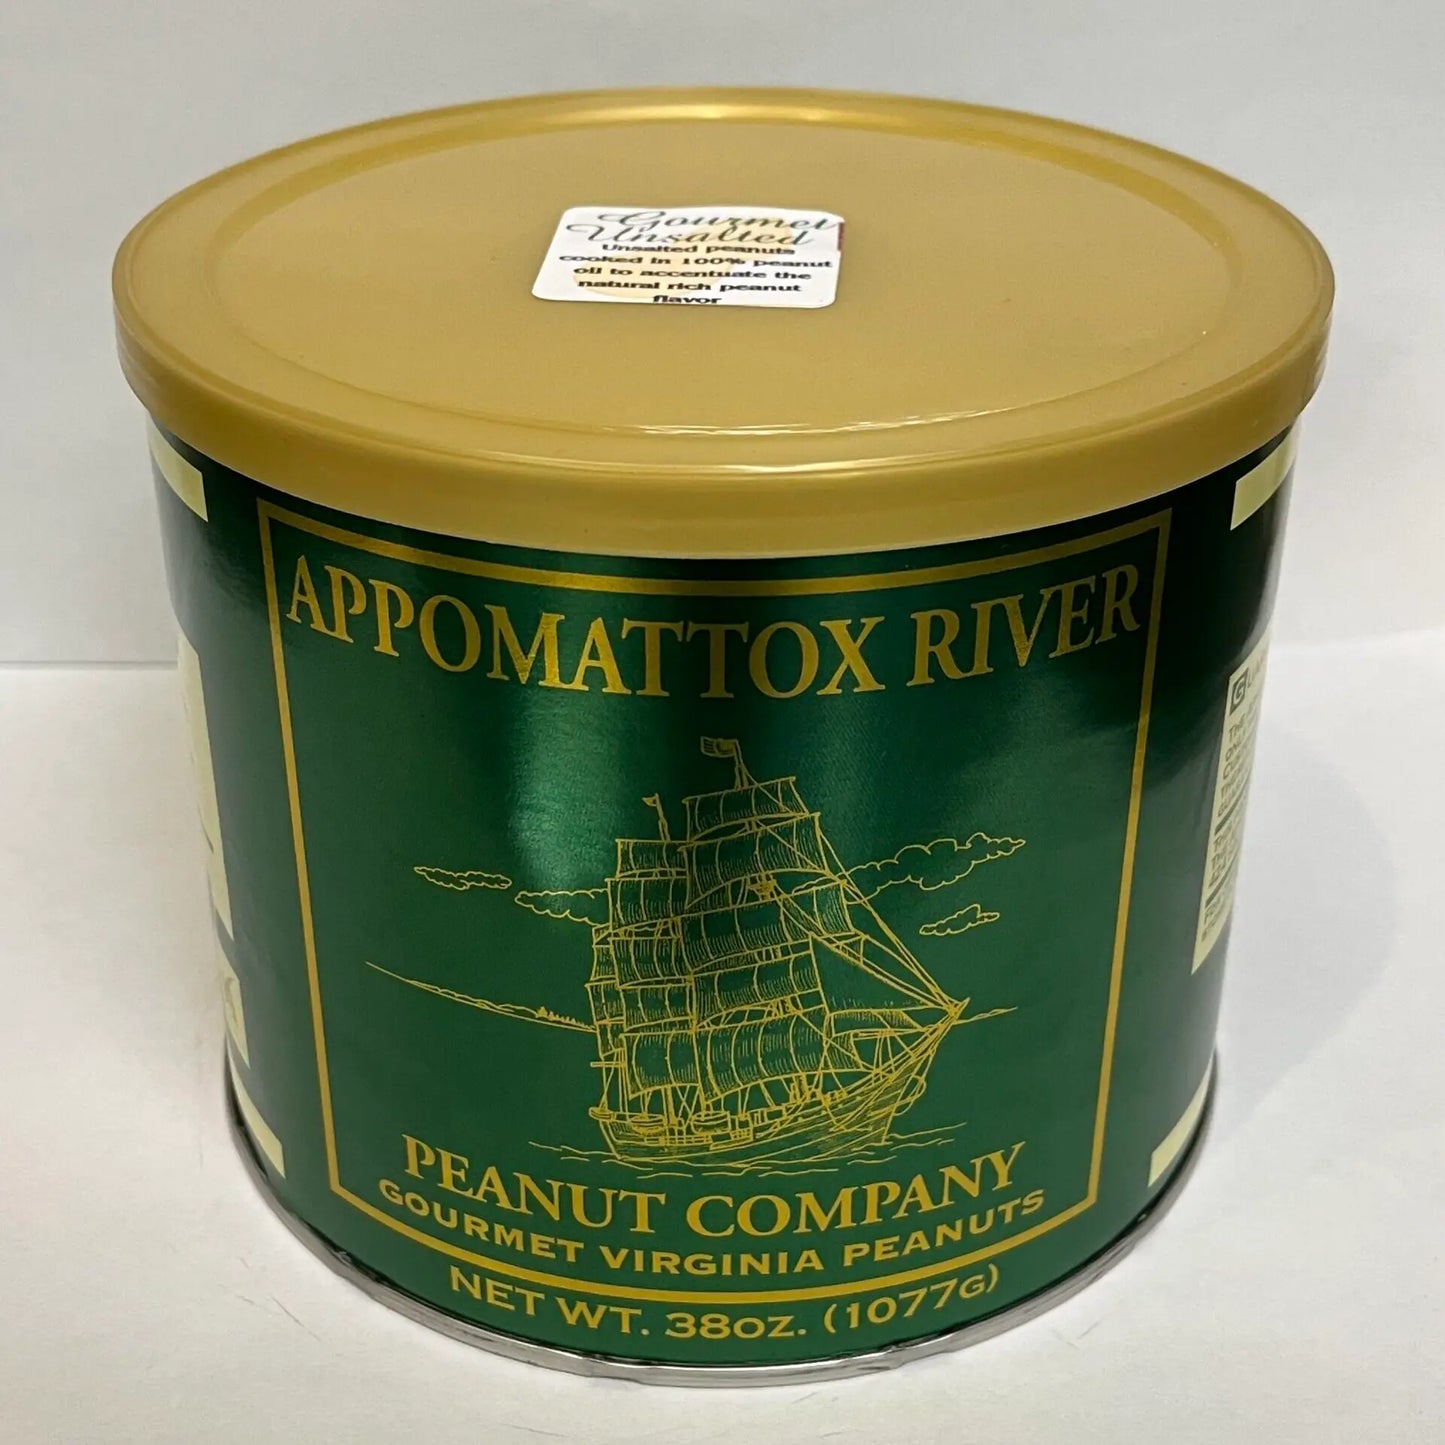 Gourmet
Unsalted
Unsalted peanuts
cooked in 100% peanut
oil to accentuate the
natural rich peanut
flavor
APPOMATTOX RIVER
PEANUT COMPANY
GOURMET VIRGINIA PEANUTS
NET WT. 38OZ. (1077G)